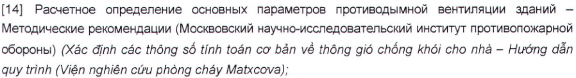 [14] Расчетное определение основных параметров противодымной вентиляции зданий –
Методические рекомендации (Москвовский научно-исследовательский институт противопожарной
обороны) (Xác định các thông số tính toán cơ bản về thông gió chống khói cho nhà – Hướng dẫn
quy trình (Viện nghiên cứu phòng cháy Matxcova);